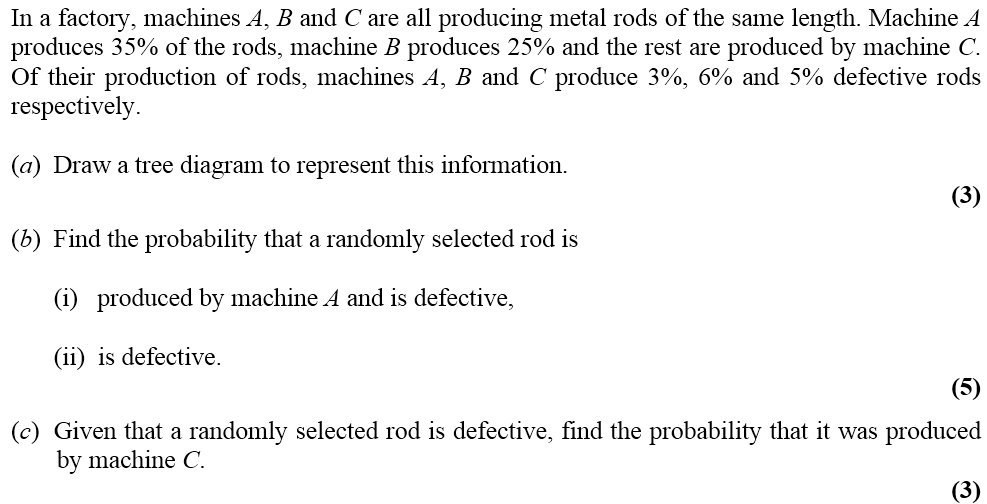 In a factory, machines A, B and C are all producing metal rods of the same length. Machine A
produces 35% of the rods, machine B produces 25% and the rest are produced by machine C.
Of their production of rods, machines A, B and C produce 3%, 6% and 5% defective rods
respectively.
(a) Draw a tree diagram to represent this information.
(3)
(b) Find the probability that a randomly selected rod is
(i) produced by machine A and is defective,
(ii) is defective.
(5)
(c) Given that a randomly selected rod is defective, find the probability that it was produced
by machine C.
(3)